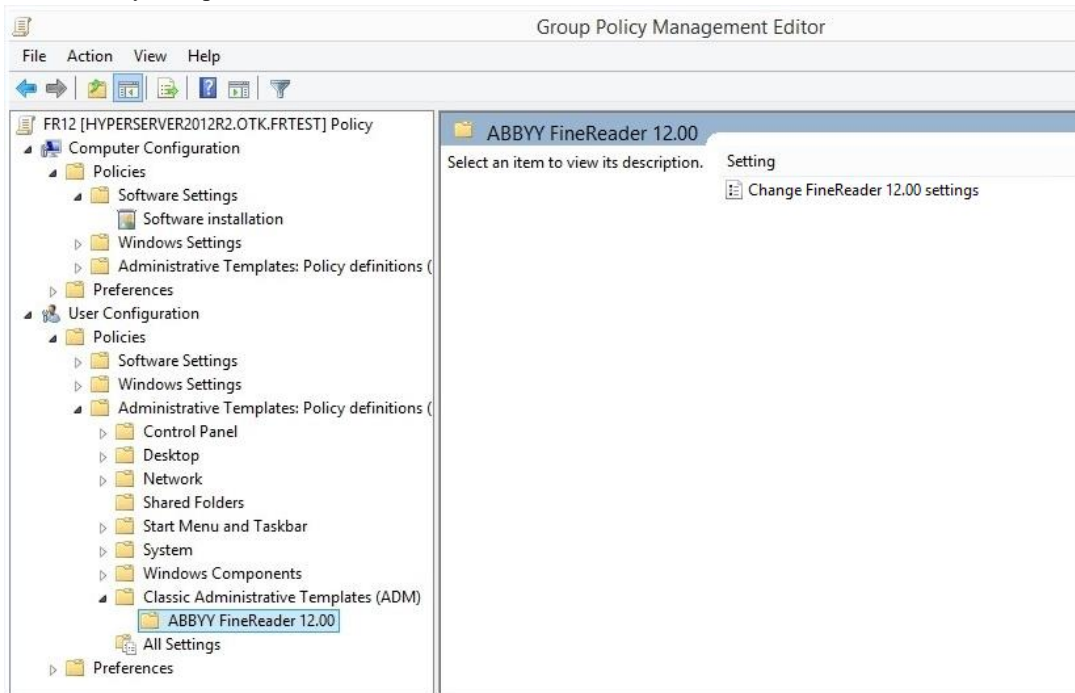 Group Policy Management Editor
File Action View Help
FR12 [HYPERSERVER2012R2.OTK.FRTEST] Policy
Computer Configuration
Policies
Software Settings
Software installation
Windows Settings
Administrative Templates: Policy definitions (
Preferences
User Configuration
Policies
Software Settings
Windows Settings
Administrative Templates: Policy definitions (
Control Panel
Desktop
Network
Shared Folders
Start Menu and Taskbar
System
Windows Components
Classic Administrative Templates (ADM)
ABBYY FineReader 12.00
All Settings
Preferences
ABBYY FineReader 12.00
Select an item to view its description.
Setting
Change FineReader 12.00 settings